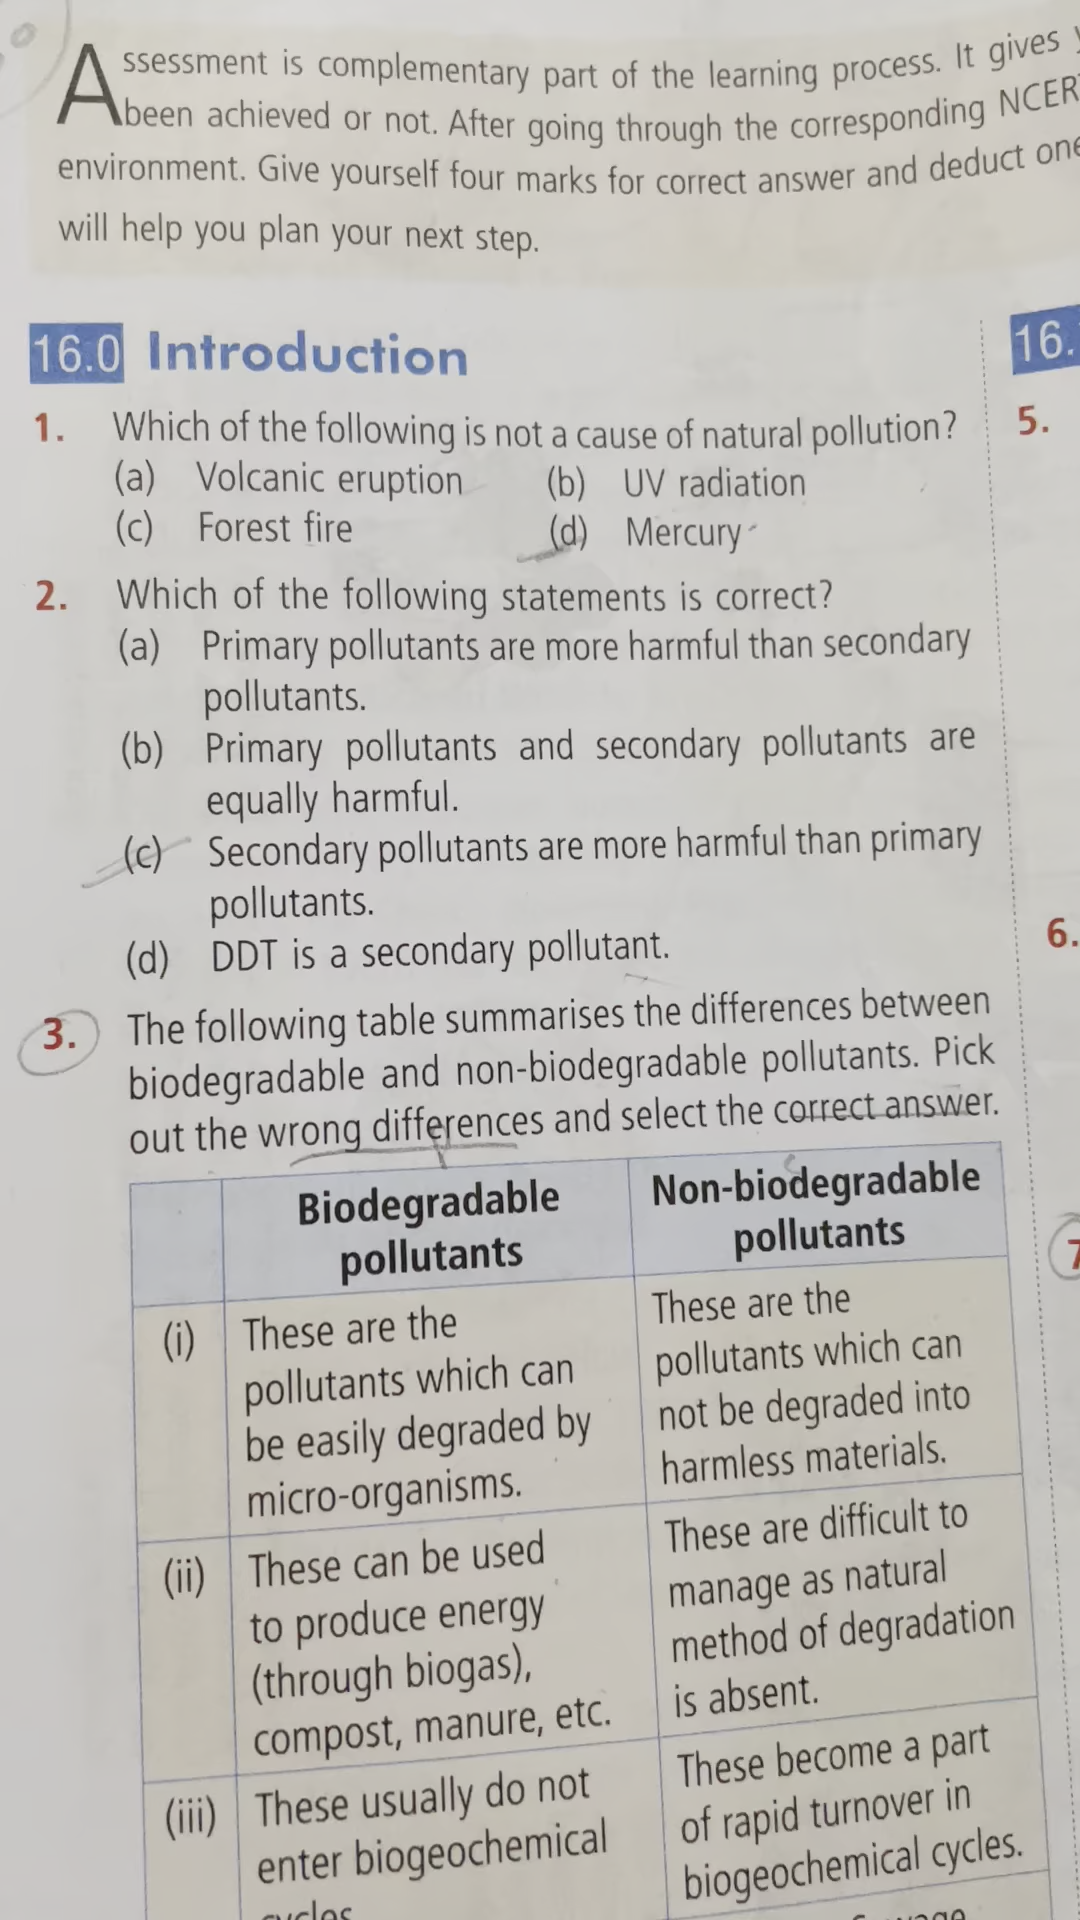 Assessment is complementary part of the learning process. It gives
been achieved or not. After going through the corresponding NCER
environment. Give yourself four marks for correct answer and deduct one
will help you plan your next step.
16.0 Introduction
1. Which of the following is not a cause of natural pollution?
(a) Volcanic eruption (b) UV radiation
(c) Forest fire (d) Mercury
2. Which of the following statements is correct?
(a) Primary pollutants are more harmful than secondary
pollutants.
(b) Primary pollutants and secondary pollutants are
equally harmful.
(c) Secondary pollutants are more harmful than primary
pollutants.
(d) DDT is a secondary pollutant.
3. The following table summarises the differences between
biodegradable and non-biodegradable pollutants. Pick
out the wrong differences and select the correct answer.
Biodegradable
pollutants
Non-biodegradable
pollutants
(i) These are the
pollutants which can
be easily degraded by
micro-organisms.
These are the
pollutants which can
not be degraded into
harmless materials.
(ii) These can be used
to produce energy
(through biogas),
compost, manure, etc.
These are difficult to
manage as natural
method of degradation
is absent.
(iii) These usually do not
enter biogeochemical
cycles
These become a part
of rapid turnover in
biogeochemical cycles.
16.
5.
6.
7